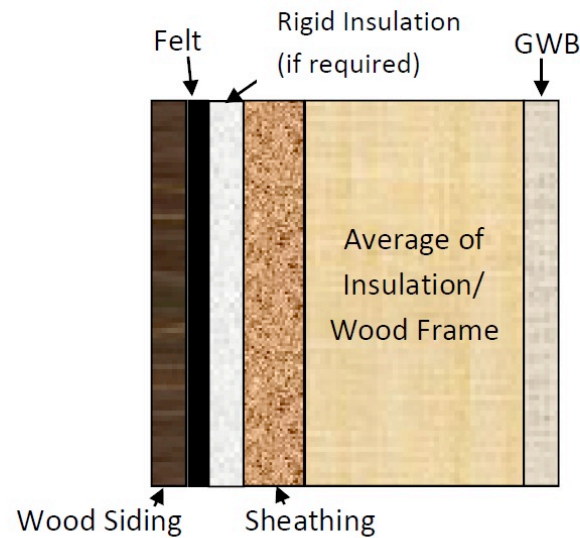 Felt
Rigid Insulation
(if required)
GWB
Average of
Insulation/
Wood Frame
Wood Siding
Sheathing